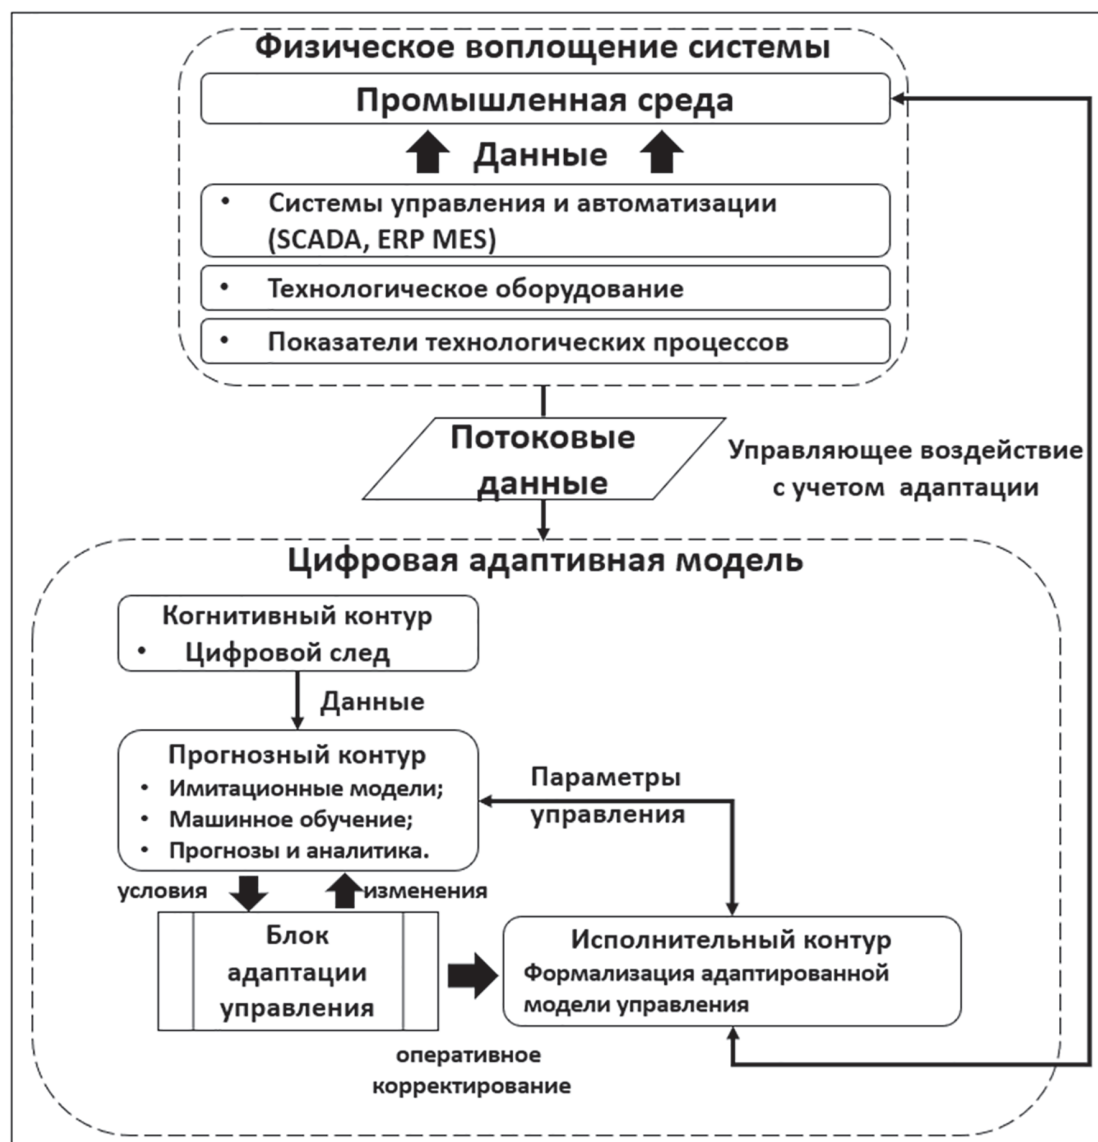 Физическое воплощение системы
Промышленная среда
Данные
• Системы управления и автоматизации
(SCADA, ERP MES)
• Технологическое оборудование
• Показатели технологических процессов
Потоковые
данные
Управляющее воздействие
с учетом адаптации
Цифровая адаптивная модель
Когнитивный контур
• Цифровой след
Данные
Прогнозный контур
• Имитационные модели;
• Машинное обучение;
• Прогнозы и аналитика.
Параметры
управления
условия
изменения
Блок
адаптации
управления
Исполнительный контур
Формализация адаптированной
модели управления
оперативное
корректирование